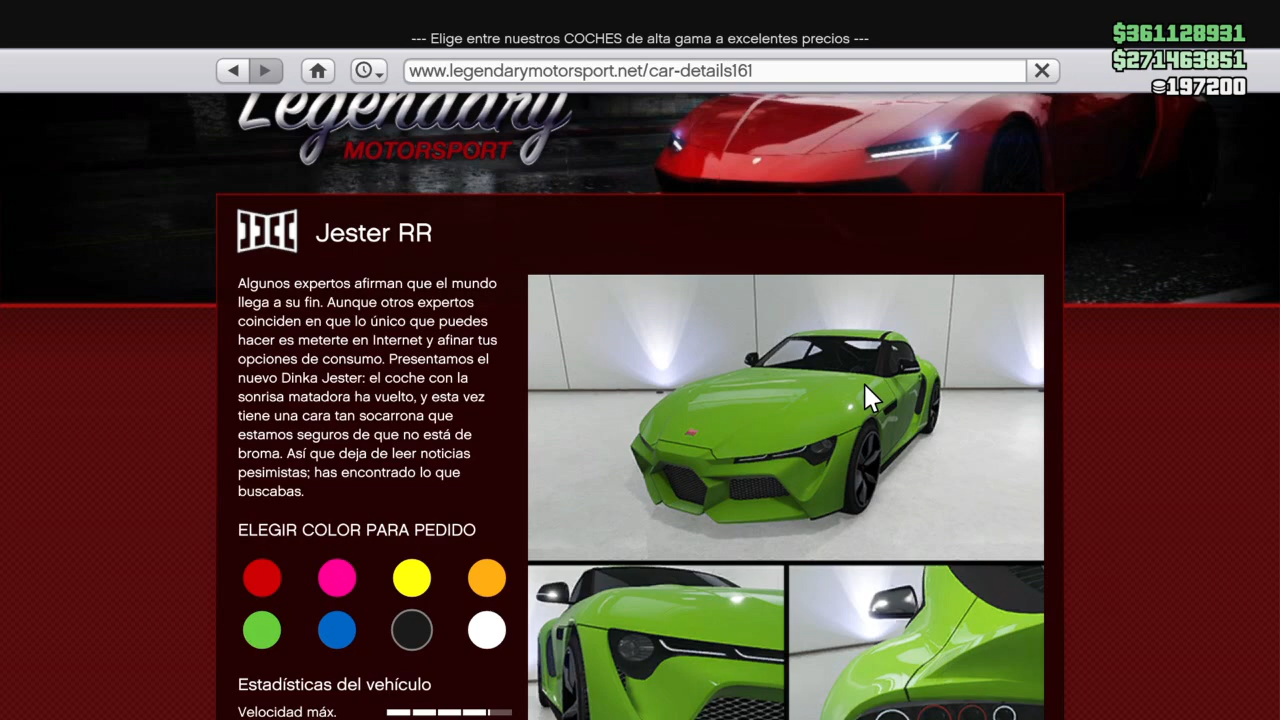 --- Elige entre nuestros COCHES de alta gama a excelentes precios ---
$361128931
$271463851
197200
www.legendarymotorsport.net/car-details161
Legendary
MOTORSPORT
Jester RR
Algunos expertos afirman que el mundo
llega a su fin. Aunque otros expertos
coinciden en que lo único que puedes
hacer es meterte en Internet y afinar tus
opciones de consumo. Presentamos el
nuevo Dinka Jester: el coche con la
sonrisa matadora ha vuelto, y esta vez
tiene una cara tan socarrona que
estamos seguros de que no está de
broma. Así que deja de leer noticias
pesimistas; has encontrado lo que
buscabas.
ELEGIR COLOR PARA PEDIDO
Estadísticas del vehículo
Velocidad máx.